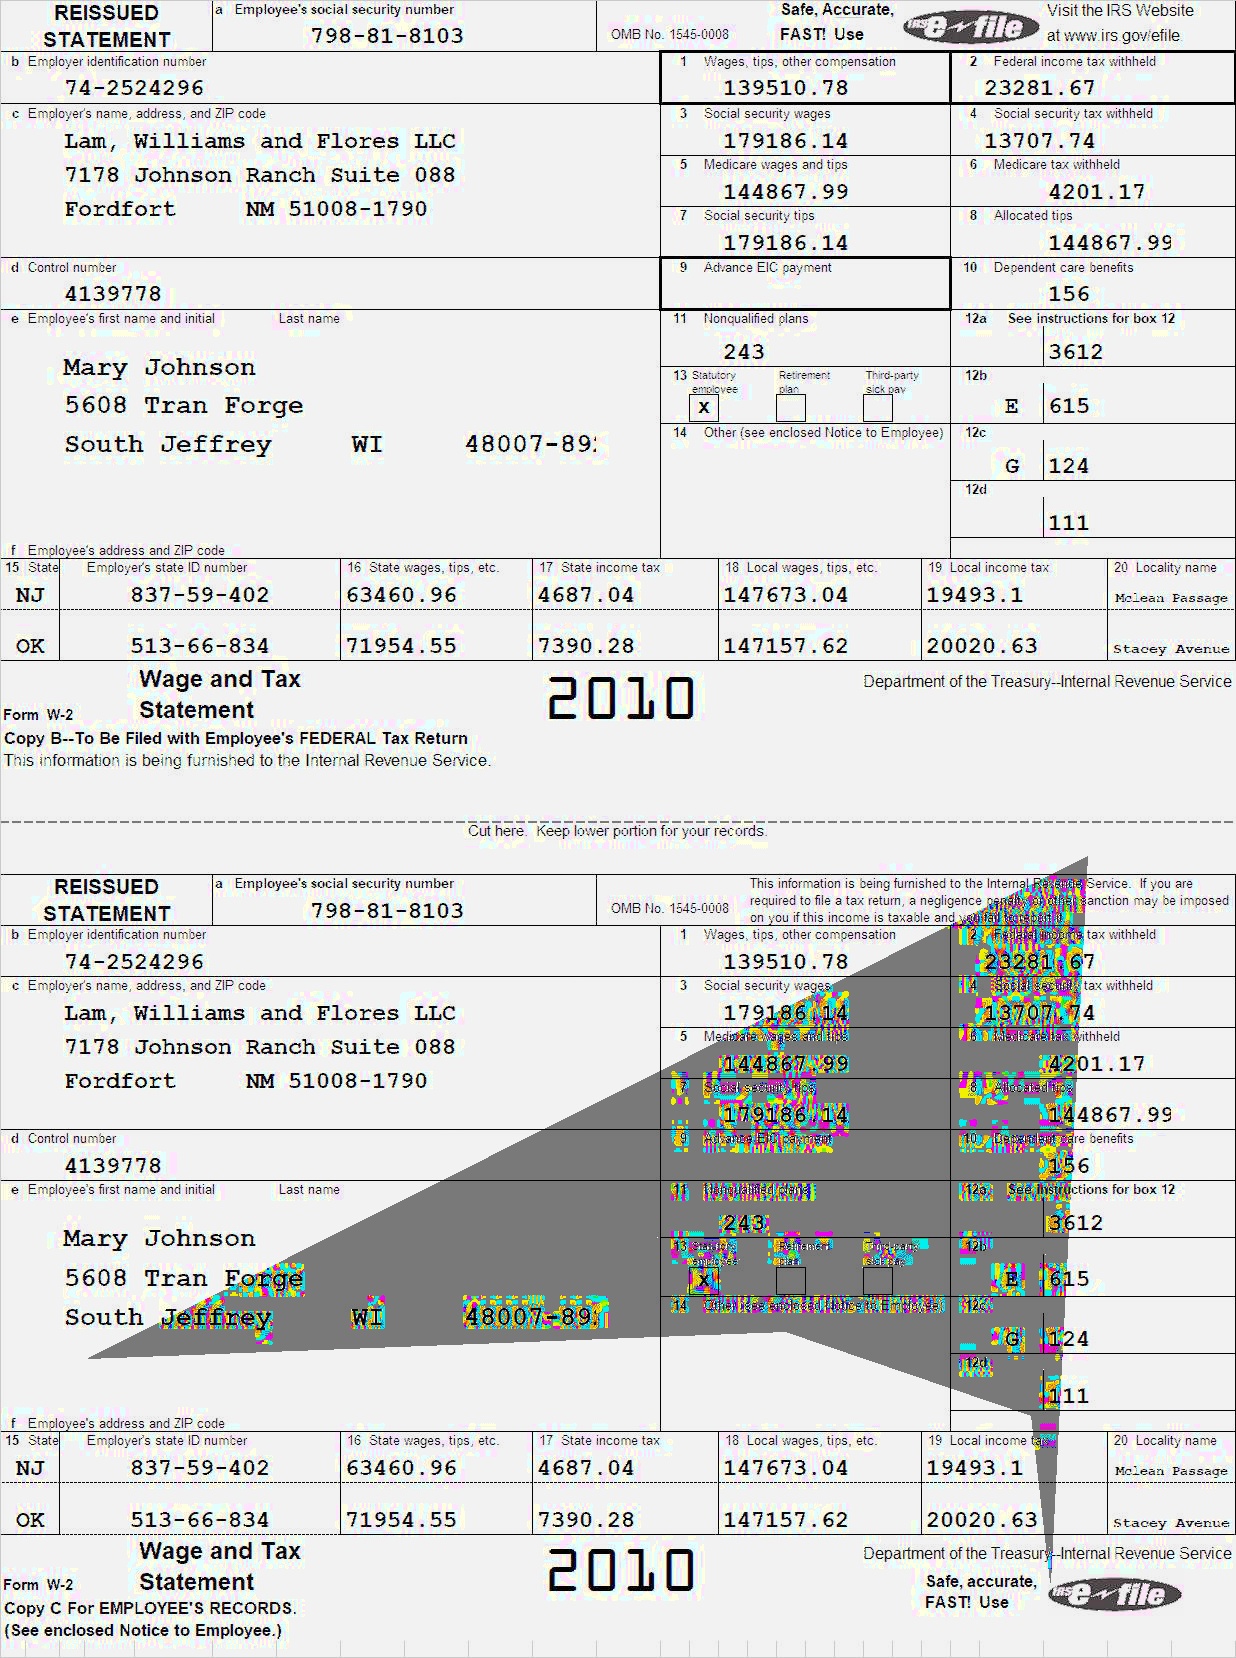 REISSUED STATEMENT
a Employee's social security number
798-81-8103
OMB No. 1545-0008
Safe, Accurate, FAST! Use
IRS e-file
Visit the IRS Website at www.irs.gov/efile
b Employer identification number
74-2524296
1 Wages, tips, other compensation
139510.78
2 Federal income tax withheld
23281.67
c Employer's name, address, and ZIP code
Lam, Williams and Flores LLC
7178 Johnson Ranch Suite 088
Fordfort NM 51008-1790
3 Social security wages
179186.14
4 Social security tax withheld
13707.74
5 Medicare wages and tips
144867.99
6 Medicare tax withheld
4201.17
7 Social security tips
179186.14
8 Allocated tips
144867.99
d Control number
4139778
9 Advance EIC payment
10 Dependent care benefits
156
e Employee's first name and initial Last name
Mary Johnson
5608 Tran Forge
South Jeffrey WI 48007-89
11 Nonqualified plans
243
12a See instructions for box 12
3612
13 Statutory employee
X
Retirement plan
Third-party sick pay
12b
E 615
14 Other (see enclosed Notice to Employee)
12c
G 124
12d
111
f Employee's address and ZIP code
15 State Employer's state ID number 16 State wages, tips, etc. 17 State income tax 18 Local wages, tips, etc. 19 Local income tax 20 Locality name
NJ 837-59-402 63460.96 4687.04 147673.04 19493.1 Mclean Passage
OK 513-66-834 71954.55 7390.28 147157.62 20020.63 Stacey Avenue
Form W-2 Wage and Tax Statement
2010
Department of the Treasury--Internal Revenue Service
Copy B--To Be Filed with Employee's FEDERAL Tax Return
This information is being furnished to the Internal Revenue Service.
Cut here. Keep lower portion for your records.
REISSUED STATEMENT
a Employee's social security number
798-81-8103
OMB No. 1545-0008
This information is being furnished to the Internal Revenue Service. If you are
required to file a tax return, a negligence penalty or other sanction may be imposed
on you if this income is taxable and you fail to report it.
b Employer identification number
74-2524296
1 Wages, tips, other compensation
139510.78
2 Federal income tax withheld
23281.67
c Employer's name, address, and ZIP code
Lam, Williams and Flores LLC
7178 Johnson Ranch Suite 088
Fordfort NM 51008-1790
3 Social security wages
179186.14
4 Social security tax withheld
13707.74
5 Medicare wages and tips
144867.99
6 Medicare tax withheld
4201.17
7 Social security tips
179186.14
8 Allocated tips
144867.99
d Control number
4139778
9 Advance EIC payment
10 Dependent care benefits
156
e Employee's first name and initial Last name
Mary Johnson
5608 Tran Forge
South Jeffrey WI 48007-89
11 Nonqualified plans
243
12a See instructions for box 12
3612
13 Statutory employee
X
Retirement plan
Third-party sick pay
12b
E 615
14 Other (see enclosed Notice to Employee)
12c
G 124
12d
111
f Employee's address and ZIP code
15 State Employer's state ID number 16 State wages, tips, etc. 17 State income tax 18 Local wages, tips, etc. 19 Local income tax 20 Locality name
NJ 837-59-402 63460.96 4687.04 147673.04 19493.1 Mclean Passage
OK 513-66-834 71954.55 7390.28 147157.62 20020.63 Stacey Avenue
Form W-2 Wage and Tax Statement
2010
Department of the Treasury--Internal Revenue Service
Safe, accurate, FAST! Use
IRS e-file
Copy C For EMPLOYEE'S RECORDS.
(See enclosed Notice to Employee.)